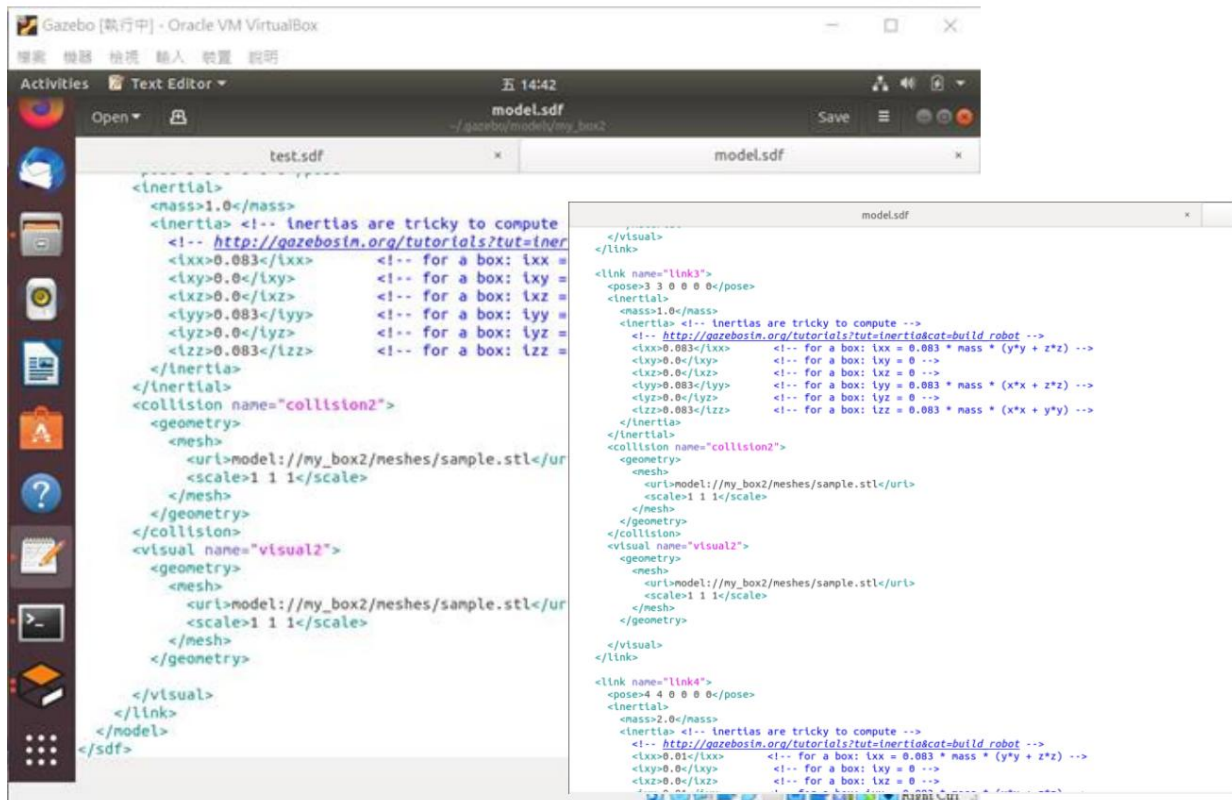 Gazebo [執行中] - Oracle VM VirtualBox
檔案 機器 檢視 輸入 裝置 說明
Activities Text Editor 五 14:42
Open model.sdf Save
~/.gazebo/models/my_box2
test.sdf × model.sdf ×
<inertial>
<mass>1.0</mass>
<inertia> <!-- inertias are tricky to compute
<!-- http://gazebosim.org/tutorials?tut=iner
<ixx>0.083</ixx> <!-- for a box: ixx =
<ixy>0.0</ixy> <!-- for a box: ixy =
<ixz>0.0</ixz> <!-- for a box: ixz =
<iyy>0.083</iyy> <!-- for a box: iyy =
<iyz>0.0</iyz> <!-- for a box: iyz =
<izz>0.083</izz> <!-- for a box: izz =
</inertia>
</inertial>
<collision name="collision2">
<geometry>
<mesh>
<uri>model://my_box2/meshes/sample.stl</ur
<scale>1 1 1</scale>
</mesh>
</geometry>
</collision>
<visual name="visual2">
<geometry>
<mesh>
<uri>model://my_box2/meshes/sample.stl</ur
<scale>1 1 1</scale>
</mesh>
</geometry>
</visual>
</link>
</model>
</sdf>
model.sdf ×
</visual>
</link>
<link name="link3">
<pose>3 3 0 0 0 0</pose>
<inertial>
<mass>1.0</mass>
<inertia> <!-- inertias are tricky to compute -->
<!-- http://gazebosim.org/tutorials?tut=inertia&cat=build_robot -->
<ixx>0.083</ixx> <!-- for a box: ixx = 0.083 * mass * (y*y + z*z) -->
<ixy>0.0</ixy> <!-- for a box: ixy = 0 -->
<ixz>0.0</ixz> <!-- for a box: ixz = 0 -->
<iyy>0.083</iyy> <!-- for a box: iyy = 0.083 * mass * (x*x + z*z) -->
<iyz>0.0</iyz> <!-- for a box: iyz = 0 -->
<izz>0.083</izz> <!-- for a box: izz = 0.083 * mass * (x*x + y*y) -->
</inertia>
</inertial>
<collision name="collision2">
<geometry>
<mesh>
<uri>model://my_box2/meshes/sample.stl</uri>
<scale>1 1 1</scale>
</mesh>
</geometry>
</collision>
<visual name="visual2">
<geometry>
<mesh>
<uri>model://my_box2/meshes/sample.stl</uri>
<scale>1 1 1</scale>
</mesh>
</geometry>
</visual>
</link>
<link name="link4">
<pose>4 4 0 0 0 0</pose>
<inertial>
<mass>2.0</mass>
<inertia> <!-- inertias are tricky to compute -->
<!-- http://gazebosim.org/tutorials?tut=inertia&cat=build_robot -->
<ixx>0.01</ixx> <!-- for a box: ixx = 0.083 * mass * (y*y + z*z) -->
<ixy>0.0</ixy> <!-- for a box: ixy = 0 -->
<ixz>0.0</ixz> <!-- for a box: ixz = 0 -->
Right Ctrl